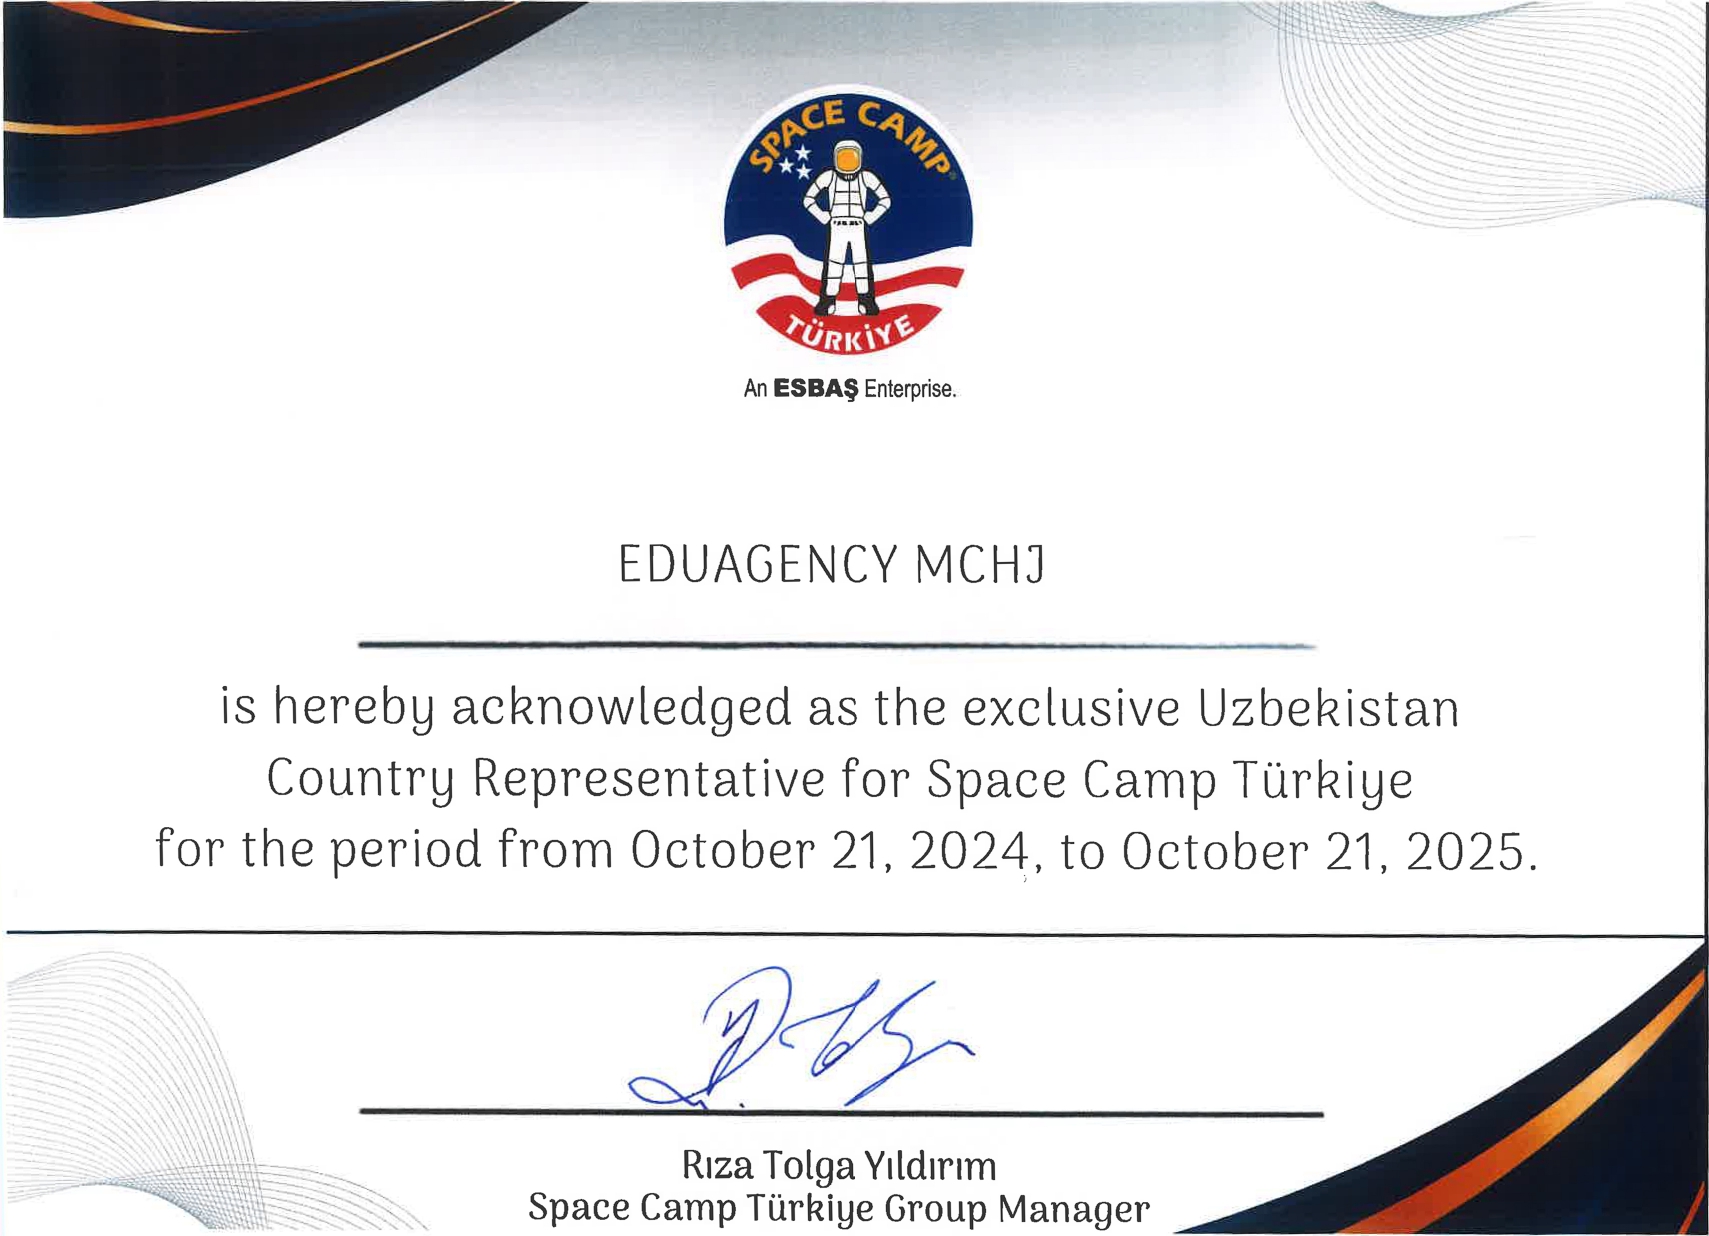 SPACE CAMP®
TÜRKİYE
An ESBAŞ Enterprise.
EDUAGENCY MCHJ
is hereby acknowledged as the exclusive Uzbekistan
Country Representative for Space Camp Türkiye
for the period from October 21, 2024, to October 21, 2025.
Rıza Tolga Yıldırım
Space Camp Türkiye Group Manager